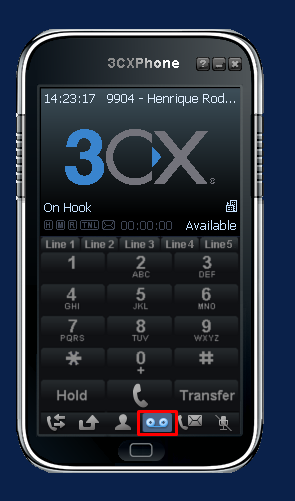 3CXPhone
14:23:17 9904 - Henrique Rod...
3CX
On Hook
H M R TNL 00:00:00 Available
Line 1 Line 2 Line 3 Line 4 Line 5
1 2 3
ABC DEF
4 5 6
GHI JKL MNO
7 8 9
PQRS TUV WXYZ
* 0 #
+
Hold Transfer